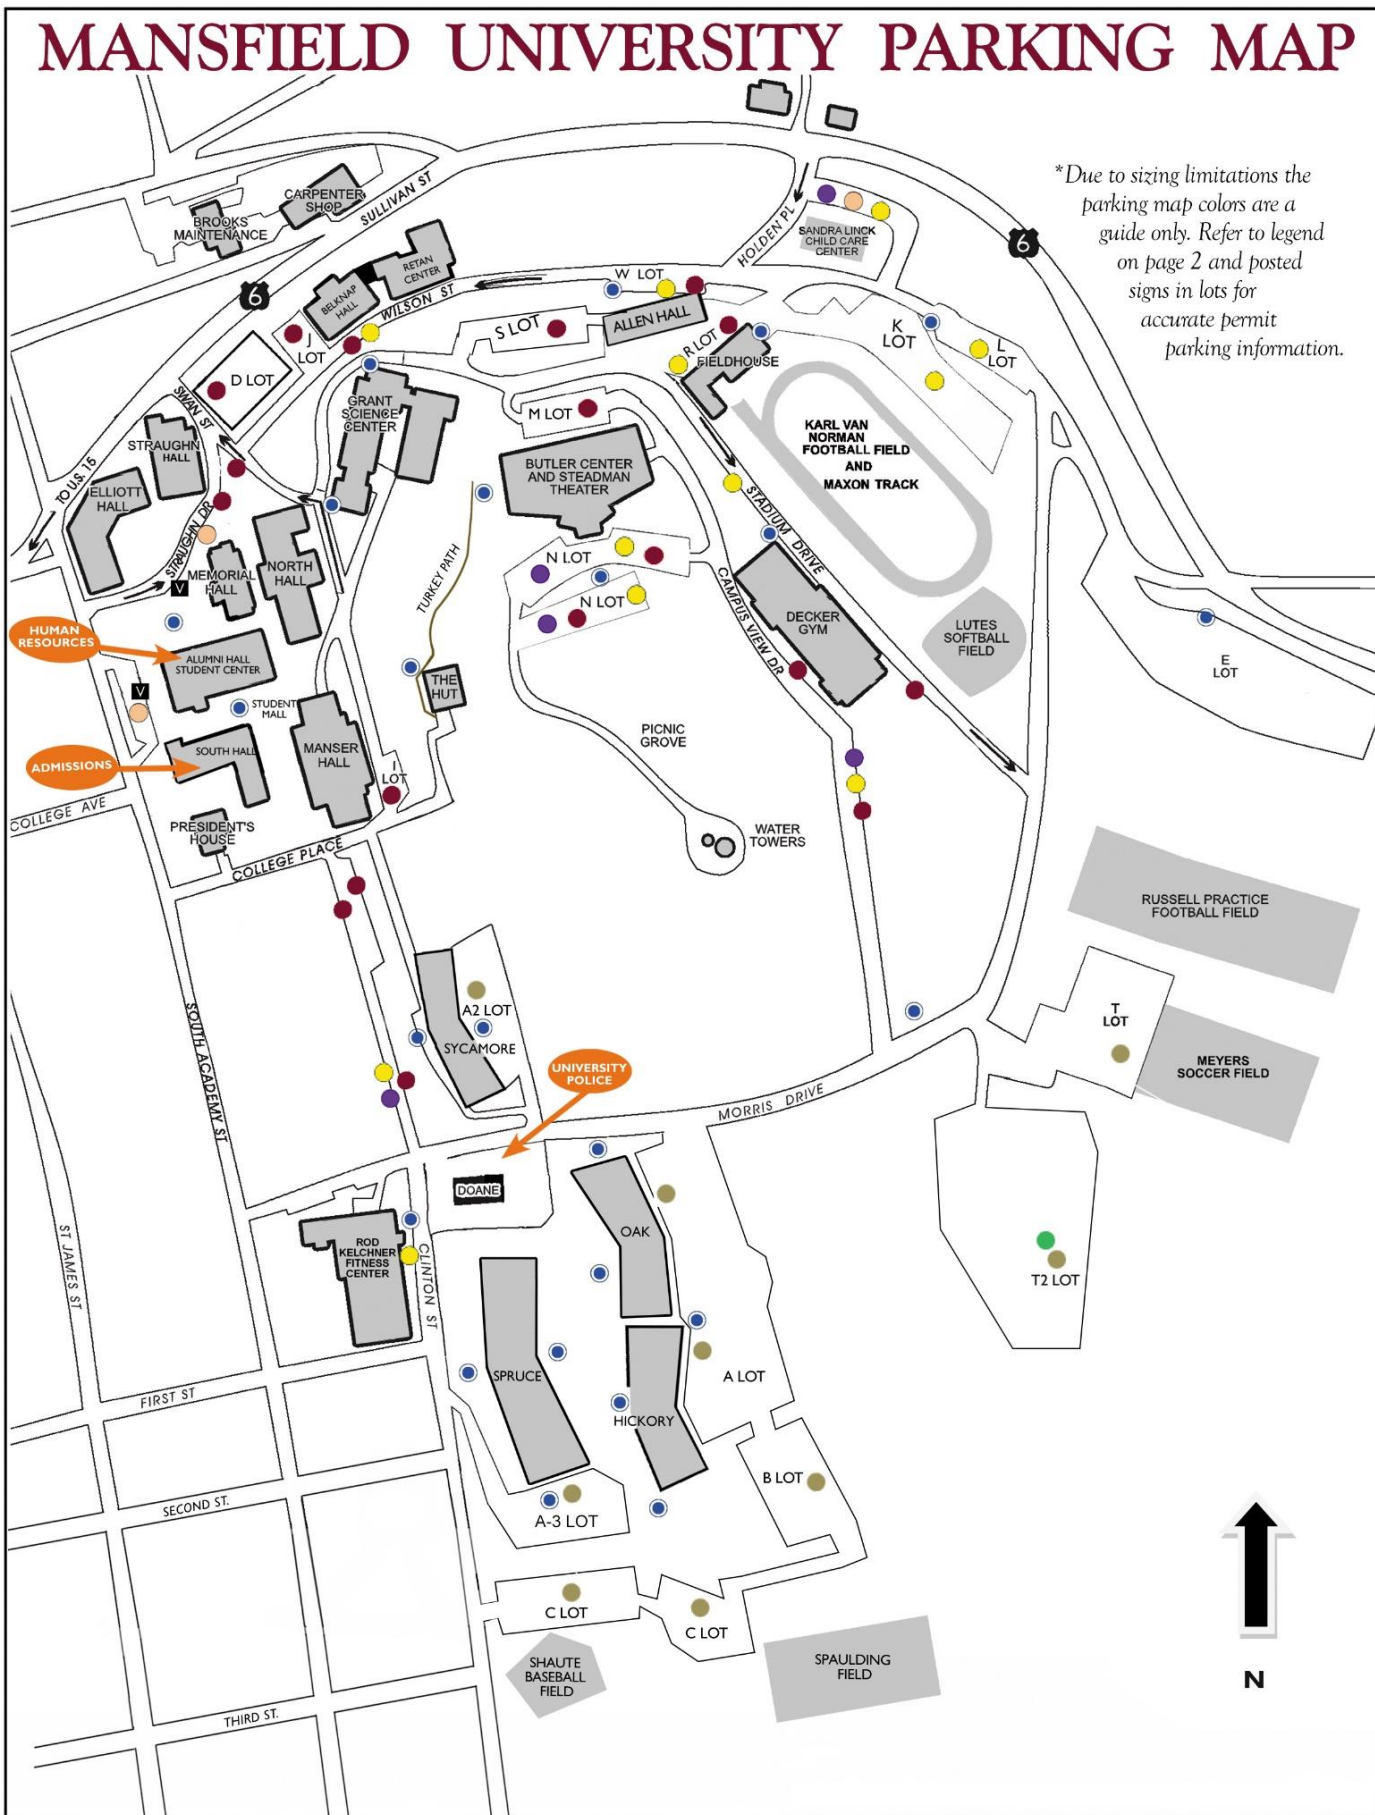 MANSFIELD UNIVERSITY PARKING MAP
*Due to sizing limitations the
parking map colors are a
guide only. Refer to legend
on page 2 and posted
signs in lots for
accurate permit
parking information.
CARPENTER
SHOP
BROOKS
MAINTENANCE
SULLIVAN ST
6
RETAN
CENTER
BELKNAP
HALL
WILSON ST
HOLDEN PL
SANDRA LINCK
CHILD CARE
CENTER
6
W LOT
ALLEN HALL
S LOT
R LOT
FIELDHOUSE
K
LOT
L
LOT
J
LOT
D LOT
SWAN ST
GRANT
SCIENCE
CENTER
M LOT
KARL VAN
NORMAN
FOOTBALL FIELD
AND
MAXON TRACK
STRAUGHN
HALL
TO U.S. 15
ELLIOTT
HALL
BUTLER CENTER
AND STEADMAN
THEATER
STADIUM DRIVE
STRAUGHN DR
MEMORIAL
HALL
NORTH
HALL
TURKEY PATH
N LOT
N LOT
CAMPUS VIEW DR
DECKER
GYM
LUTES
SOFTBALL
FIELD
E
LOT
V
HUMAN
RESOURCES
ALUMNI HALL
STUDENT CENTER
THE
HUT
V
STUDENT
MALL
SOUTH HALL
MANSER
HALL
PICNIC
GROVE
ADMISSIONS
I
LOT
COLLEGE AVE
PRESIDENT'S
HOUSE
COLLEGE PLACE
WATER
TOWERS
RUSSELL PRACTICE
FOOTBALL FIELD
A2 LOT
SYCAMORE
T
LOT
MEYERS
SOCCER FIELD
SOUTH ACADEMY ST
UNIVERSITY
POLICE
MORRIS DRIVE
DOANE
OAK
ST JAMES ST
ROD
KELCHNER
FITNESS
CENTER
CLINTON ST
T2 LOT
SPRUCE
A LOT
FIRST ST
HICKORY
B LOT
SECOND ST.
A-3 LOT
C LOT
C LOT
SHAUTE
BASEBALL
FIELD
SPAULDING
FIELD
N
THIRD ST.